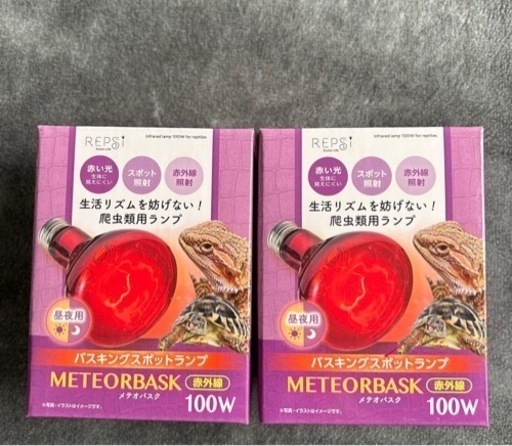 REPSi
Exotic Life
Infrared lamp 100W for reptiles
赤い光
生体に
見えにくい
スポット
照射
赤外線
照射
生活リズムを妨げない！
爬虫類用ランプ
昼夜用
バスキングスポットランプ
METEORBASK 赤外線
メテオバスク
※写真・イラストはイメージです。
100W
REPSi
Exotic Life
Infrared lamp 100W for reptiles
赤い光
生体に
見えにくい
スポット
照射
赤外線
照射
生活リズムを妨げない！
爬虫類用ランプ
昼夜用
バスキングスポットランプ
METEORBASK 赤外線
メテオバスク
※写真・イラストはイメージです。
100W